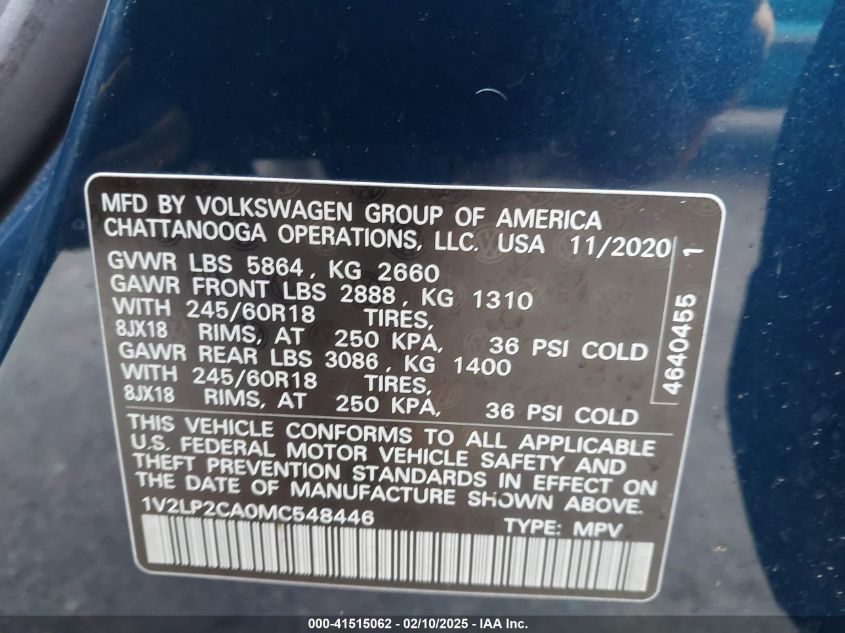 MFD BY VOLKSWAGEN GROUP OF AMERICA
CHATTANOOGA OPERATIONS, LLC. USA 11/2020
GVWR LBS 5864, KG 2660
GAWR FRONT LBS 2888, KG 1310
WITH 245/60R18 TIRES,
8JX18 RIMS, AT 250 KPA, 36 PSI COLD
GAWR REAR LBS 3086, KG 1400
WITH 245/60R18 TIRES,
8JX18 RIMS, AT 250 KPA, 36 PSI COLD
THIS VEHICLE CONFORMS TO ALL APPLICABLE
U.S. FEDERAL MOTOR VEHICLE SAFETY AND
THEFT PREVENTION STANDARDS IN EFFECT ON
THE DATE OF MANUFACTURE SHOWN ABOVE.
1V2LP2CA0MC548446 TYPE: MPV
4640455 1
000-41515062 - 02/10/2025 - IAA Inc.